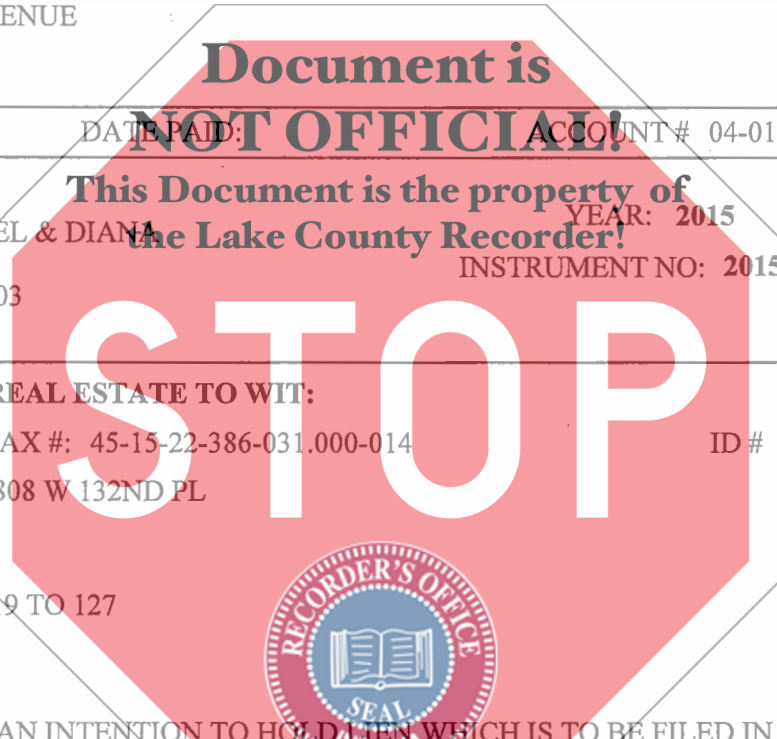 ENUE
Document is
NOT OFFICIAL!
DATE PAID: ACCOUNT # 04-01
This Document is the property of
YEAR: 2015
EL & DIANA
the Lake County Recorder!
INSTRUMENT NO: 2015
03
STOP
REAL ESTATE TO WIT:
AX #: 45-15-22-386-031.000-014 ID #
808 W 132ND PL
9 TO 127
RECORDER'S OFFICE
SEAL
AN INTENTION TO HOLD LIEN WHICH IS TO BE FILED IN